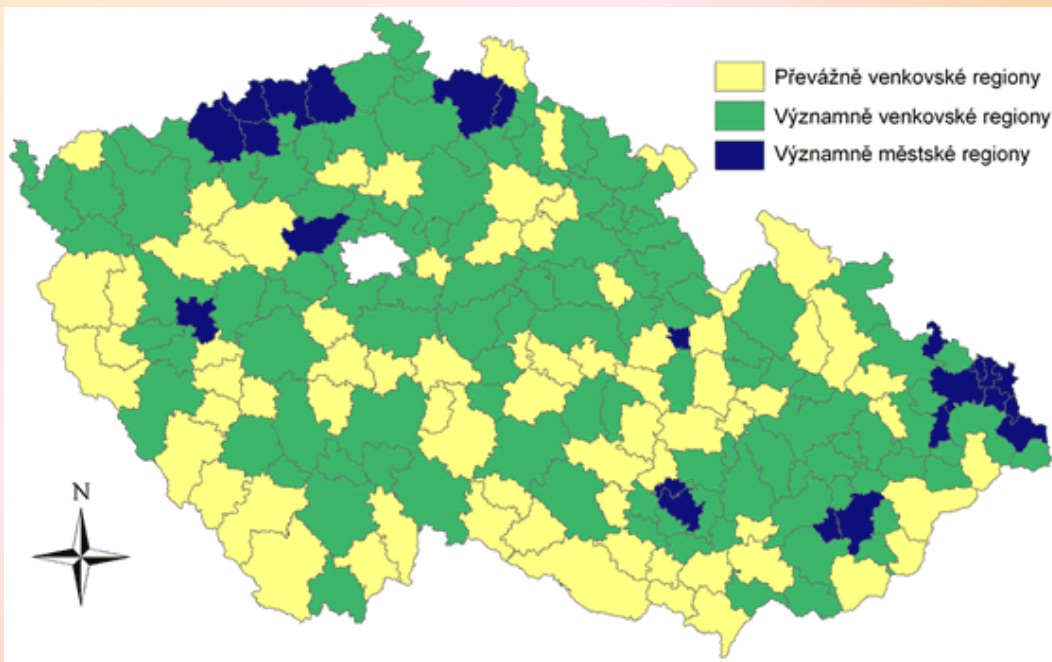 Převážně venkovské regiony
Významně venkovské regiony
Významně městské regiony
N